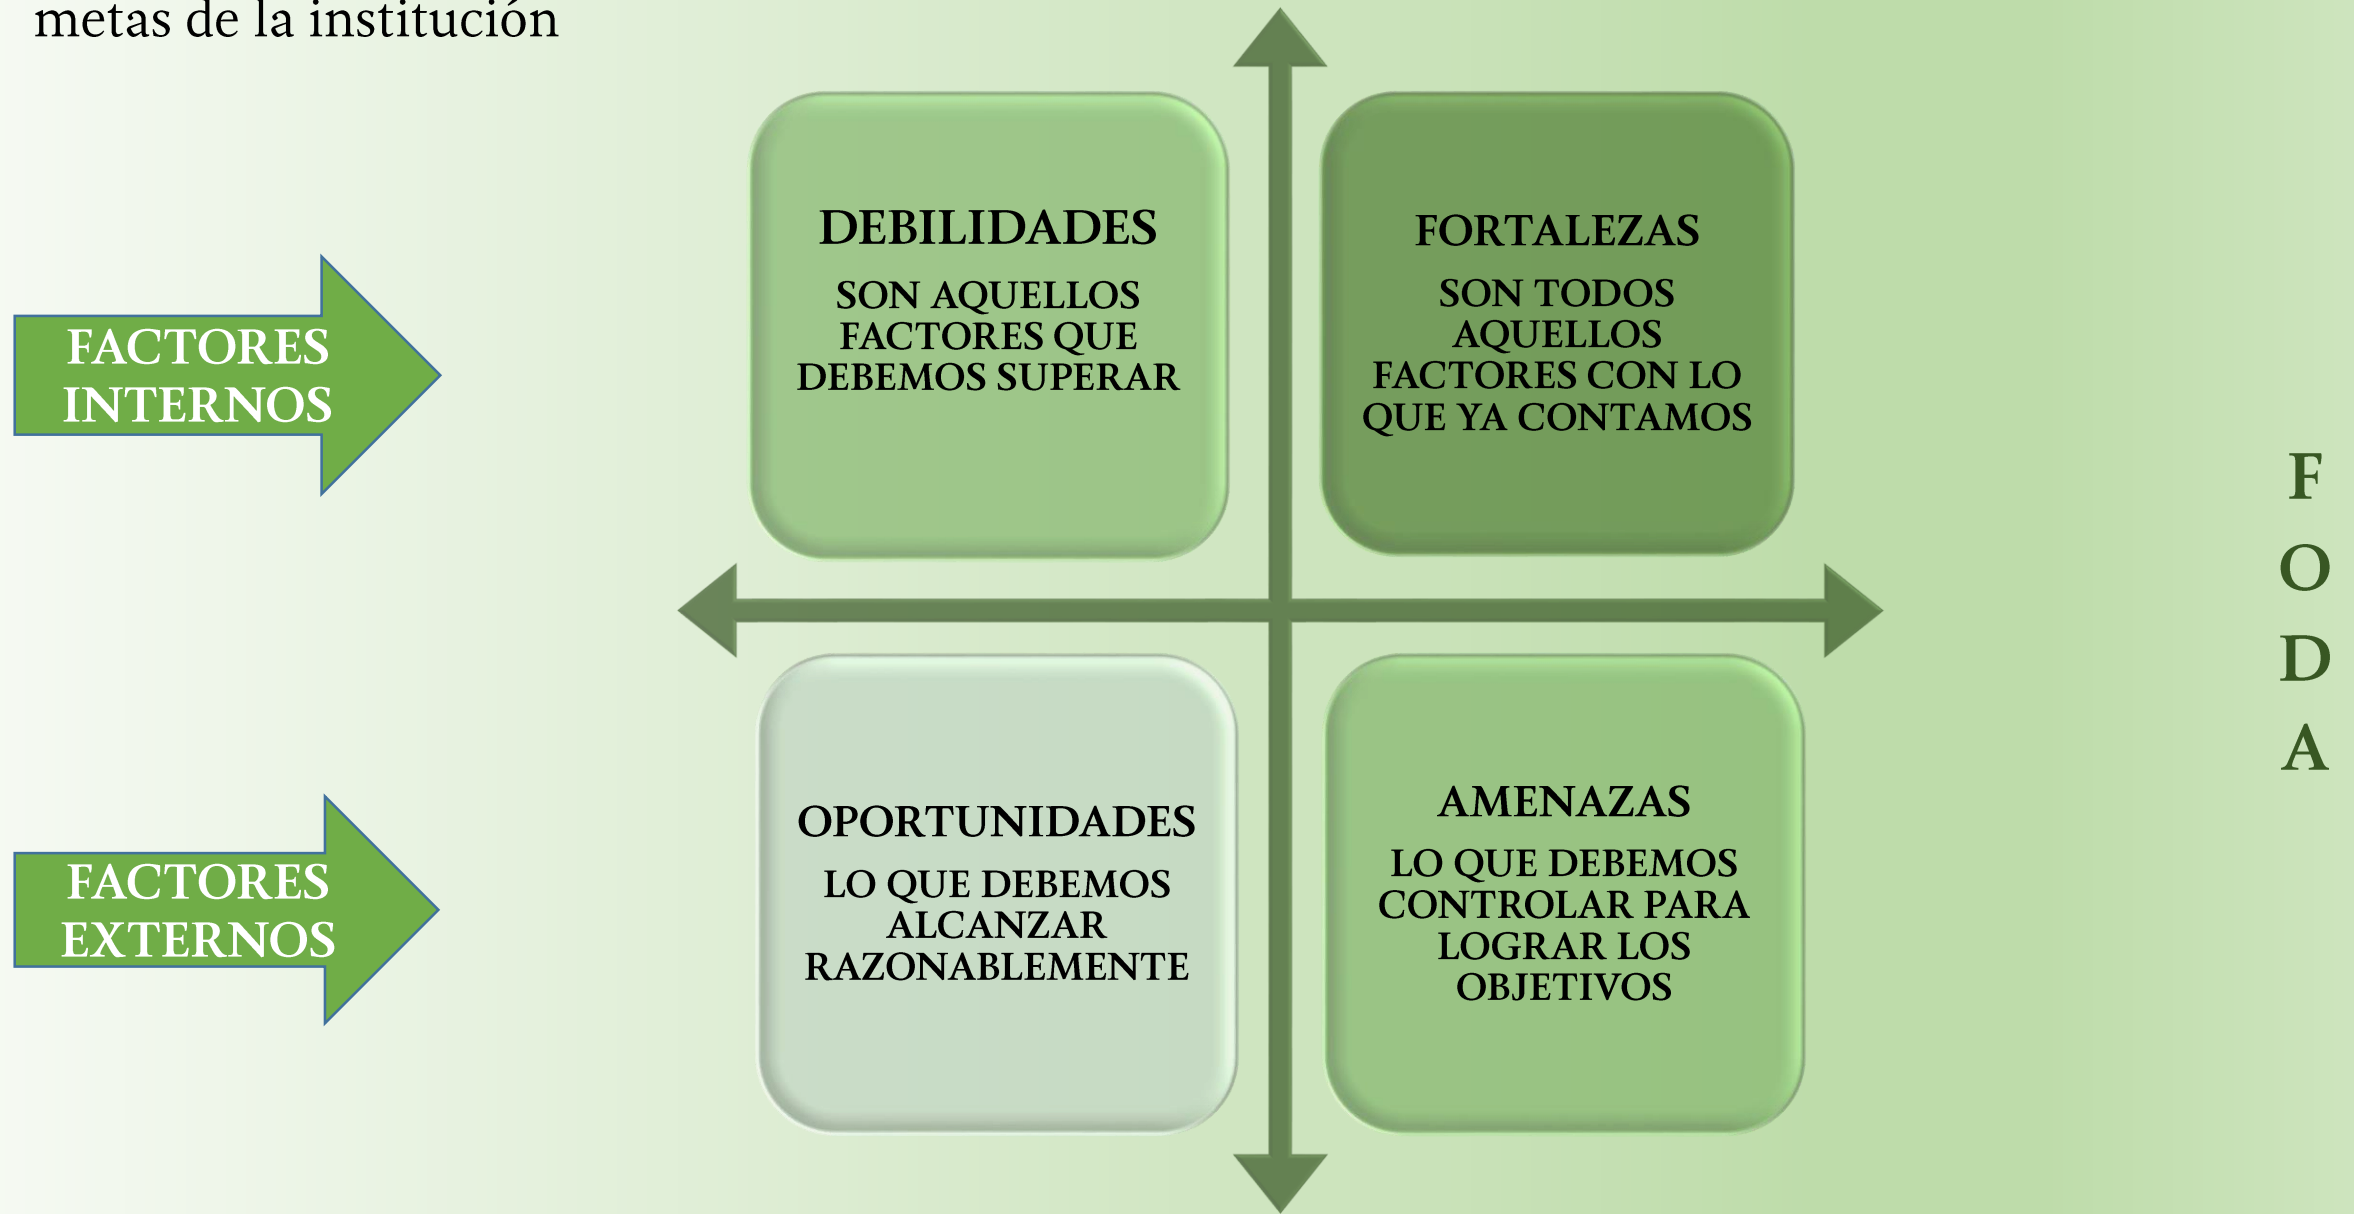 metas de la institución
FACTORES
INTERNOS
DEBILIDADES
SON AQUELLOS
FACTORES QUE
DEBEMOS SUPERAR
FORTALEZAS
SON TODOS
AQUELLOS
FACTORES CON LO
QUE YA CONTAMOS
FACTORES
EXTERNOS
OPORTUNIDADES
LO QUE DEBEMOS
ALCANZAR
RAZONABLEMENTE
AMENAZAS
LO QUE DEBEMOS
CONTROLAR PARA
LOGRAR LOS
OBJETIVOS
F
O
D
A